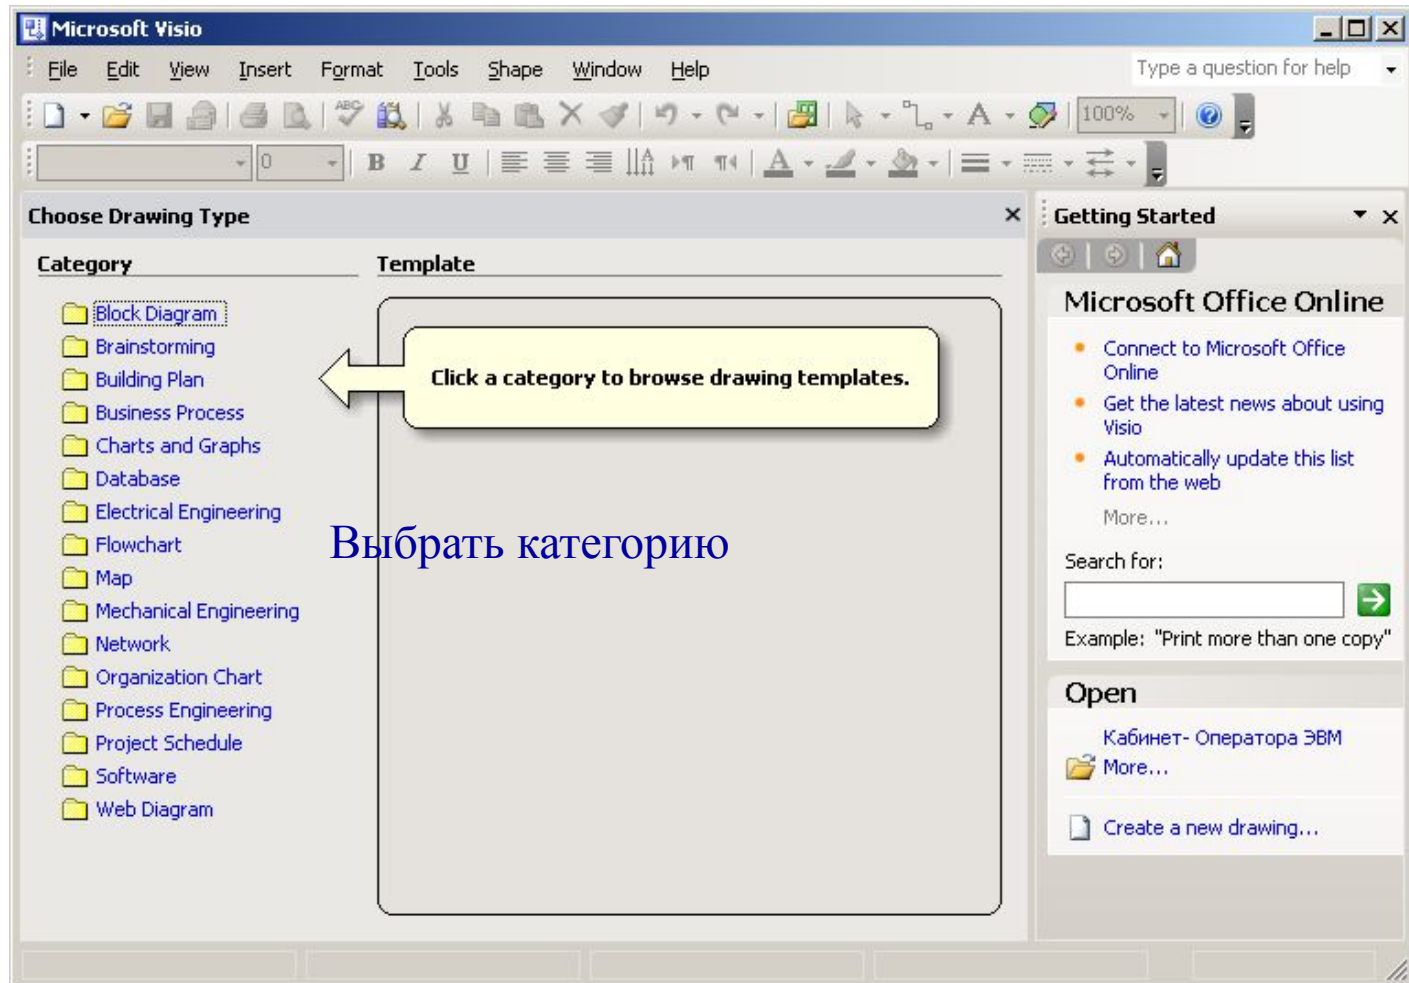 Microsoft Visio
File Edit View Insert Format Tools Shape Window Help Type a question for help
ABC A 100%
0 B I U A A
Choose Drawing Type
Getting Started
Category Template
Block Diagram
Brainstorming
Building Plan
Business Process
Charts and Graphs
Database
Electrical Engineering
Flowchart
Map
Mechanical Engineering
Network
Organization Chart
Process Engineering
Project Schedule
Software
Web Diagram
Click a category to browse drawing templates.
Выбрать категорию
Microsoft Office Online
Connect to Microsoft Office
Online
Get the latest news about using
Visio
Automatically update this list
from the web
More...
Search for:
Example: "Print more than one copy"
Open
Кабинет- Оператора ЭВМ
More...
Create a new drawing...